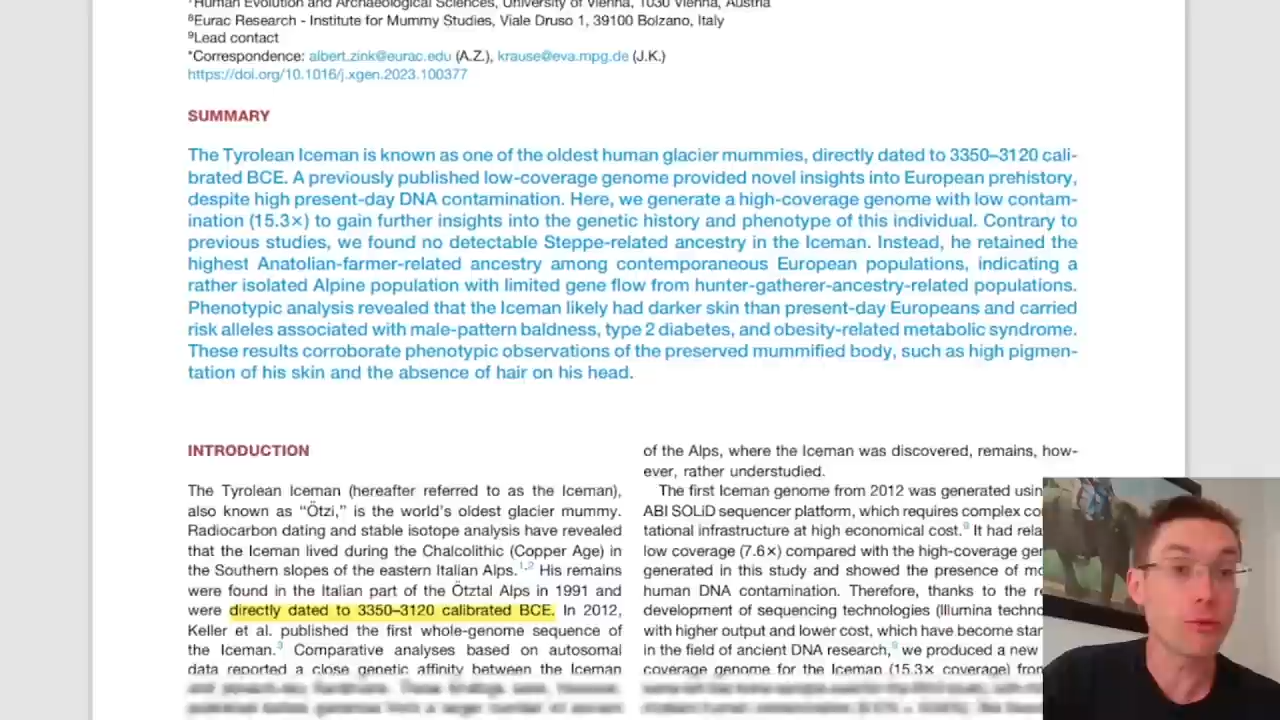 ⁷Human Evolution and Archaeological Sciences, University of Vienna, 1030 Vienna, Austria
⁸Eurac Research - Institute for Mummy Studies, Viale Druso 1, 39100 Bolzano, Italy
⁹Lead contact
*Correspondence: albert.zink@eurac.edu (A.Z.), krause@eva.mpg.de (J.K.)
https://doi.org/10.1016/j.xgen.2023.100377
SUMMARY
The Tyrolean Iceman is known as one of the oldest human glacier mummies, directly dated to 3350–3120 cali-
brated BCE. A previously published low-coverage genome provided novel insights into European prehistory,
despite high present-day DNA contamination. Here, we generate a high-coverage genome with low contam-
ination (15.3×) to gain further insights into the genetic history and phenotype of this individual. Contrary to
previous studies, we found no detectable Steppe-related ancestry in the Iceman. Instead, he retained the
highest Anatolian-farmer-related ancestry among contemporaneous European populations, indicating a
rather isolated Alpine population with limited gene flow from hunter-gatherer-ancestry-related populations.
Phenotypic analysis revealed that the Iceman likely had darker skin than present-day Europeans and carried
risk alleles associated with male-pattern baldness, type 2 diabetes, and obesity-related metabolic syndrome.
These results corroborate phenotypic observations of the preserved mummified body, such as high pigmen-
tation of his skin and the absence of hair on his head.
INTRODUCTION
The Tyrolean Iceman (hereafter referred to as the Iceman),
also known as “Ötzi,” is the world's oldest glacier mummy.
Radiocarbon dating and stable isotope analysis have revealed
that the Iceman lived during the Chalcolithic (Copper Age) in
the Southern slopes of the eastern Italian Alps.¹,² His remains
were found in the Italian part of the Ötztal Alps in 1991 and
were directly dated to 3350–3120 calibrated BCE. In 2012,
Keller et al. published the first whole-genome sequence of
the Iceman.³ Comparative analyses based on autosomal
data reported a close genetic affinity between the Iceman
of the Alps, where the Iceman was discovered, remains, how-
ever, rather understudied.
The first Iceman genome from 2012 was generated usin
ABI SOLiD sequencer platform, which requires complex co
tational infrastructure at high economical cost.⁸ It had rela
low coverage (7.6×) compared with the high-coverage ger
generated in this study and showed the presence of mo
human DNA contamination. Therefore, thanks to the re
development of sequencing technologies (Illumina techno
with higher output and lower cost, which have become star
in the field of ancient DNA research,⁹ we produced a new
coverage genome for the Iceman (15.3× coverage) from